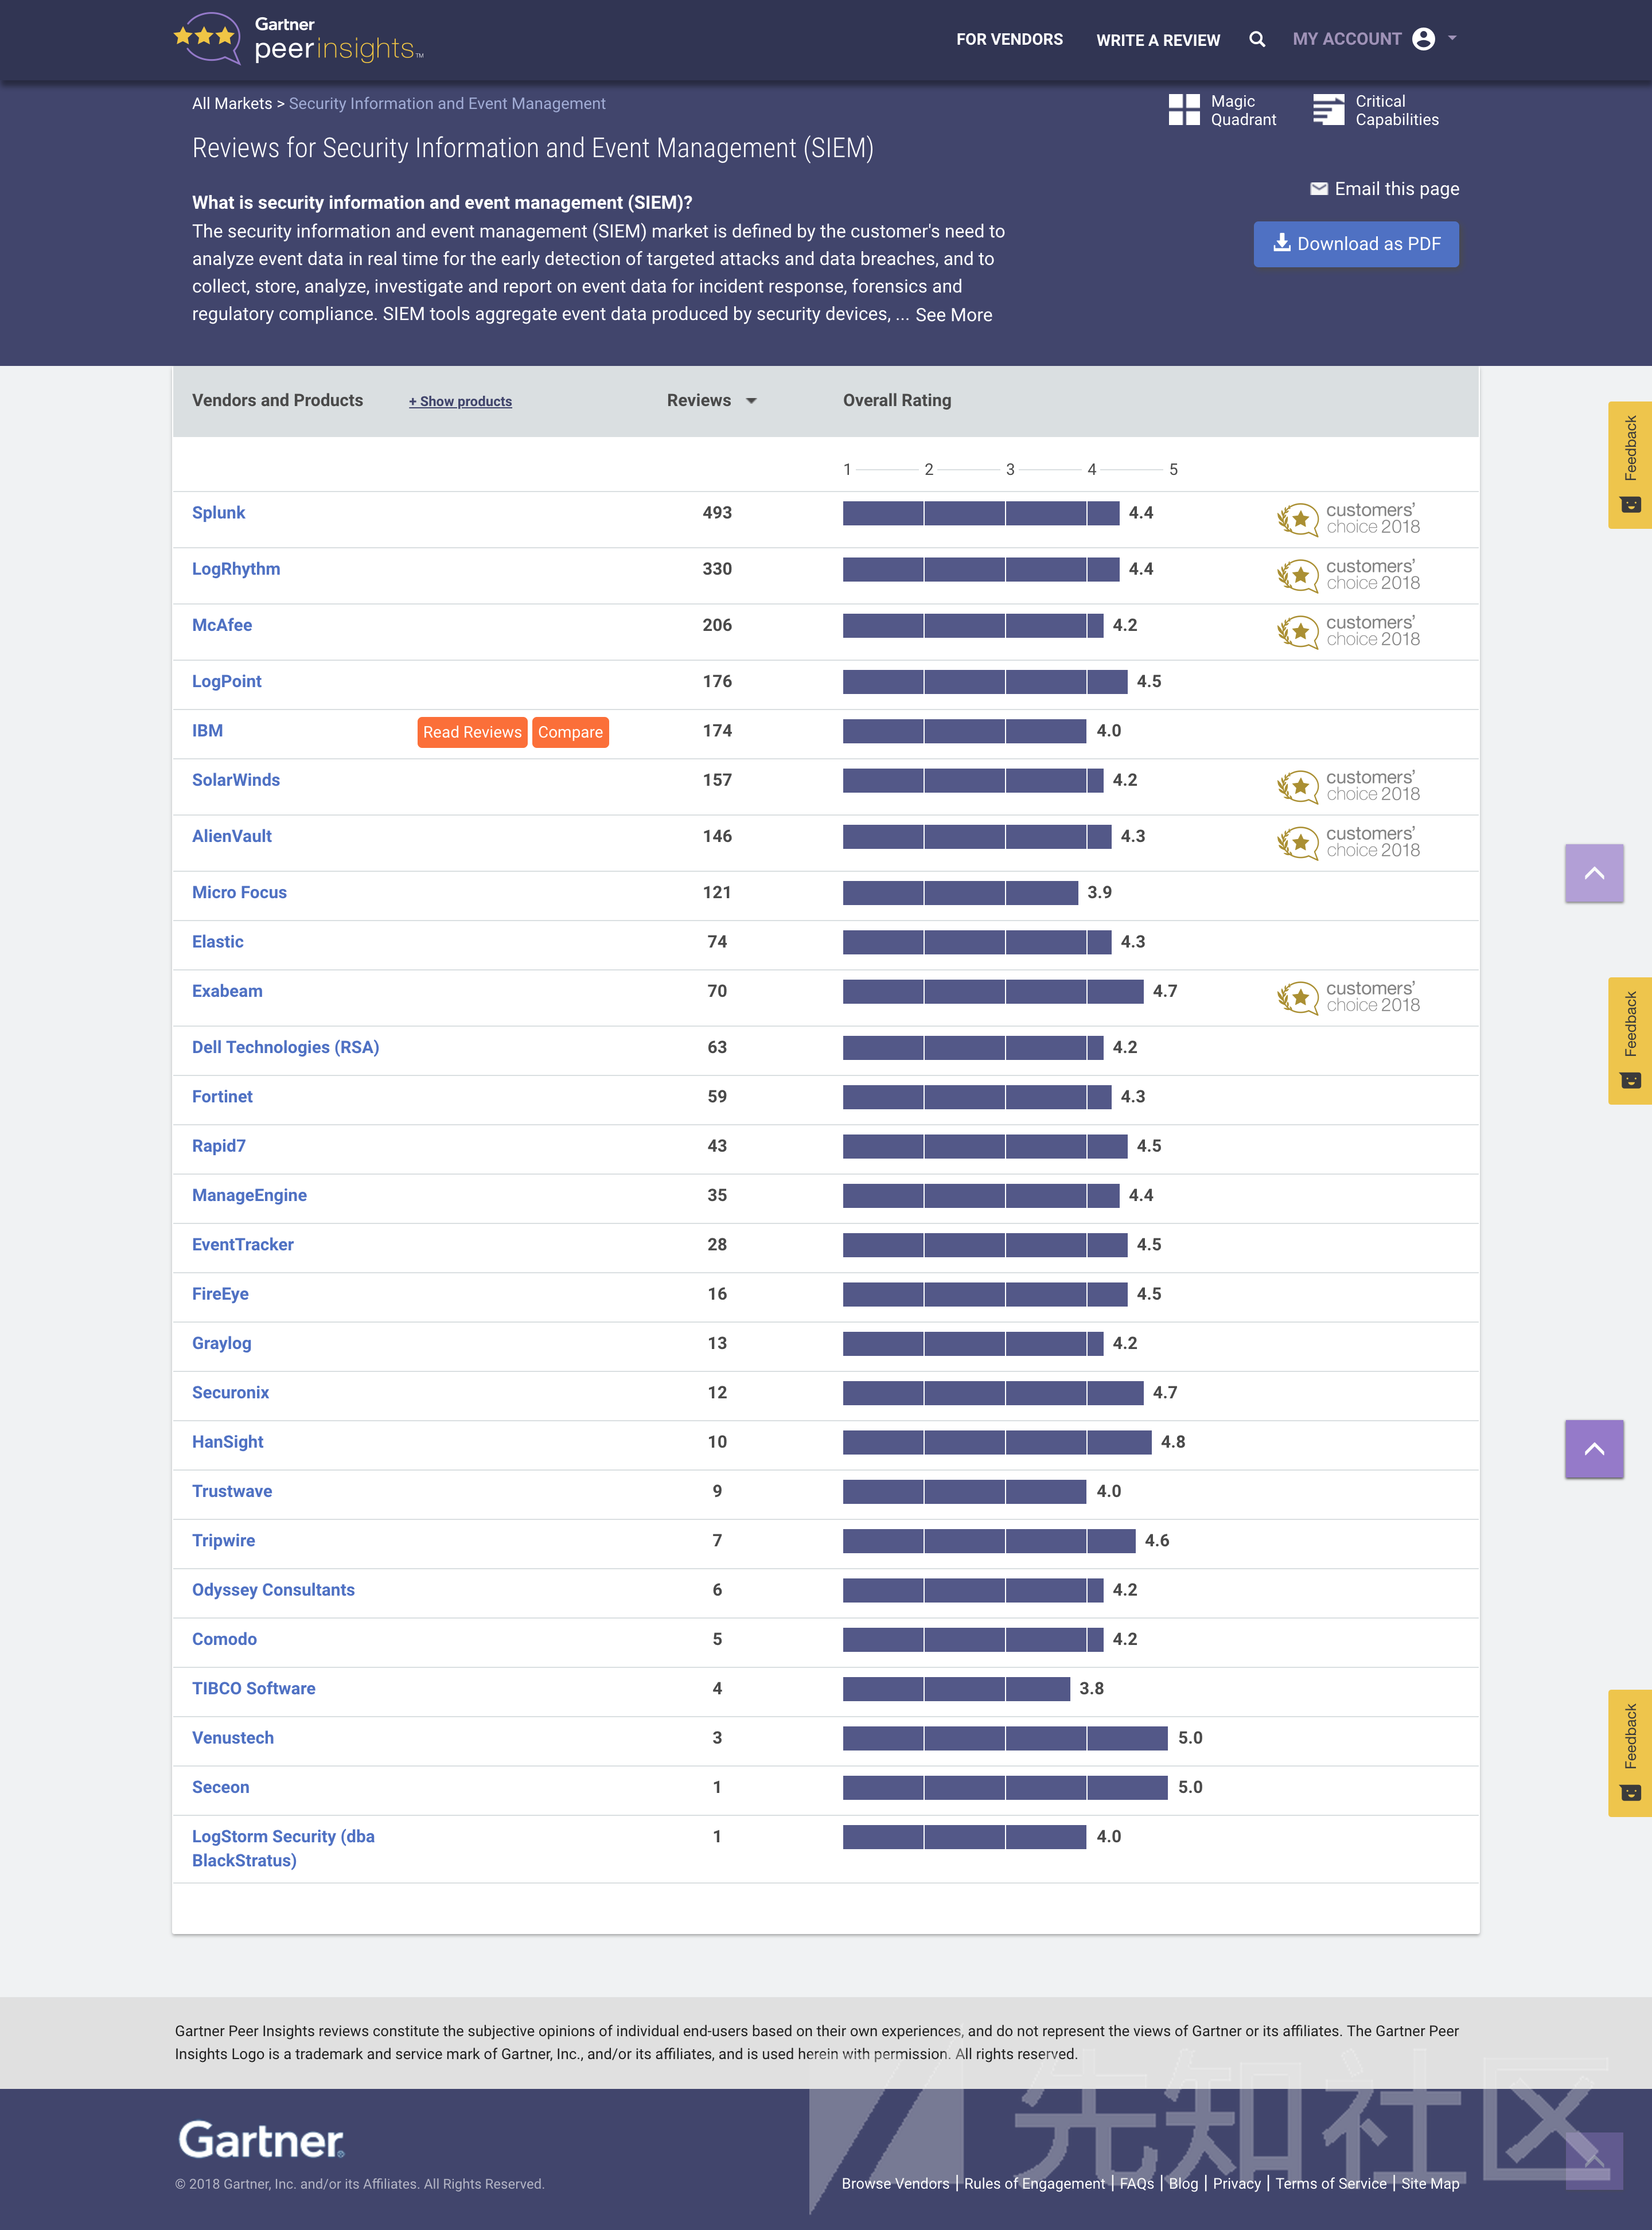 Gartner
peerinsights™
FOR VENDORS
WRITE A REVIEW
MY ACCOUNT
All Markets > Security Information and Event Management
Magic
Quadrant
Critical
Capabilities
Reviews for Security Information and Event Management (SIEM)
Email this page
Download as PDF
What is security information and event management (SIEM)?
The security information and event management (SIEM) market is defined by the customer's need to
analyze event data in real time for the early detection of targeted attacks and data breaches, and to
collect, store, analyze, investigate and report on event data for incident response, forensics and
regulatory compliance. SIEM tools aggregate event data produced by security devices, ... See More
Vendors and Products + Show products Reviews Overall Rating
1 2 3 4 5
Splunk 493 4.4 customers' choice 2018
LogRhythm 330 4.4 customers' choice 2018
McAfee 206 4.2 customers' choice 2018
LogPoint 176 4.5
IBM Read Reviews Compare 174 4.0
SolarWinds 157 4.2 customers' choice 2018
AlienVault 146 4.3 customers' choice 2018
Micro Focus 121 3.9
Elastic 74 4.3
Exabeam 70 4.7 customers' choice 2018
Dell Technologies (RSA) 63 4.2
Fortinet 59 4.3
Rapid7 43 4.5
ManageEngine 35 4.4
EventTracker 28 4.5
FireEye 16 4.5
Graylog 13 4.2
Securonix 12 4.7
HanSight 10 4.8
Trustwave 9 4.0
Tripwire 7 4.6
Odyssey Consultants 6 4.2
Comodo 5 4.2
TIBCO Software 4 3.8
Venustech 3 5.0
Seceon 1 5.0
LogStorm Security (dba 1 4.0
BlackStratus)
Feedback
Feedback
Feedback
Gartner Peer Insights reviews constitute the subjective opinions of individual end-users based on their own experiences, and do not represent the views of Gartner or its affiliates. The Gartner Peer
Insights Logo is a trademark and service mark of Gartner, Inc., and/or its affiliates, and is used herein with permission. All rights reserved.
先知社区
Gartner®
© 2018 Gartner, Inc. and/or its Affiliates. All Rights Reserved.
Browse Vendors | Rules of Engagement | FAQs | Blog | Privacy | Terms of Service | Site Map